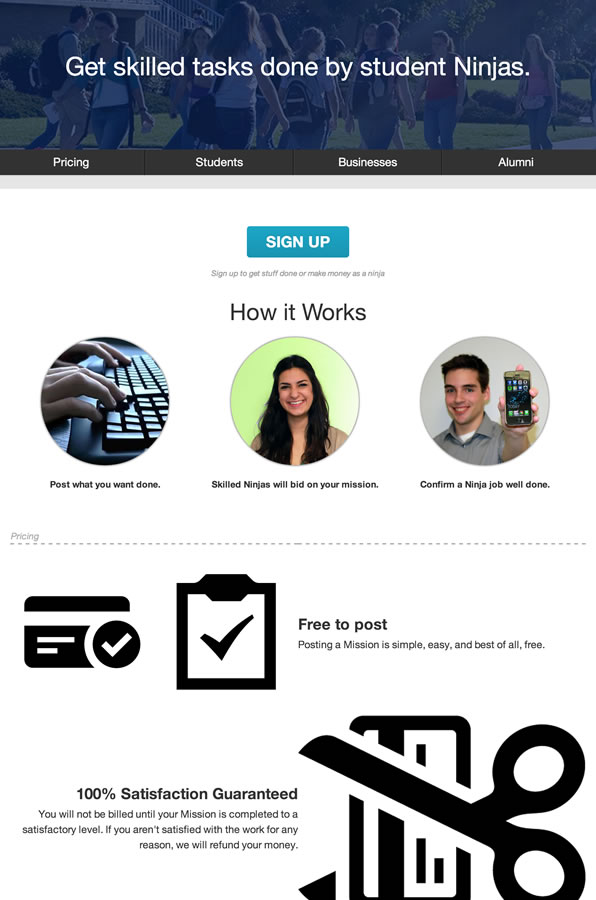 Get skilled tasks done by student Ninjas.
Pricing
Students
Businesses
Alumni
SIGN UP
Sign up to get stuff done or make money as a ninja
How it Works
Post what you want done.
Skilled Ninjas will bid on your mission.
Confirm a Ninja job well done.
Pricing
Free to post
Posting a Mission is simple, easy, and best of all, free.
100% Satisfaction Guaranteed
You will not be billed until your Mission is completed to a
satisfactory level. If you aren't satisfied with the work for any
reason, we will refund your money.